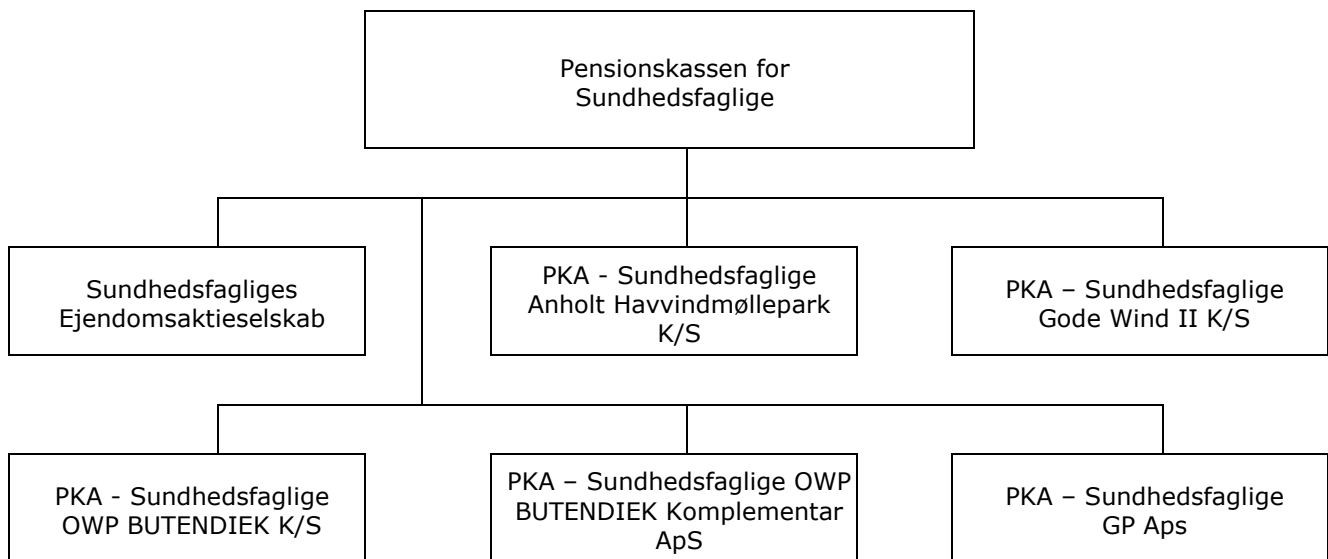 Pensionskassen for
Sundhedsfaglige
Sundhedsfagliges
Ejendomsaktieselskab
PKA - Sundhedsfaglige
Anholt Havvindmøllepark
K/S
PKA – Sundhedsfaglige
Gode Wind II K/S
PKA - Sundhedsfaglige
OWP BUTENDIEK K/S
PKA – Sundhedsfaglige OWP
BUTENDIEK Komplementar
ApS
PKA – Sundhedsfaglige
GP Aps